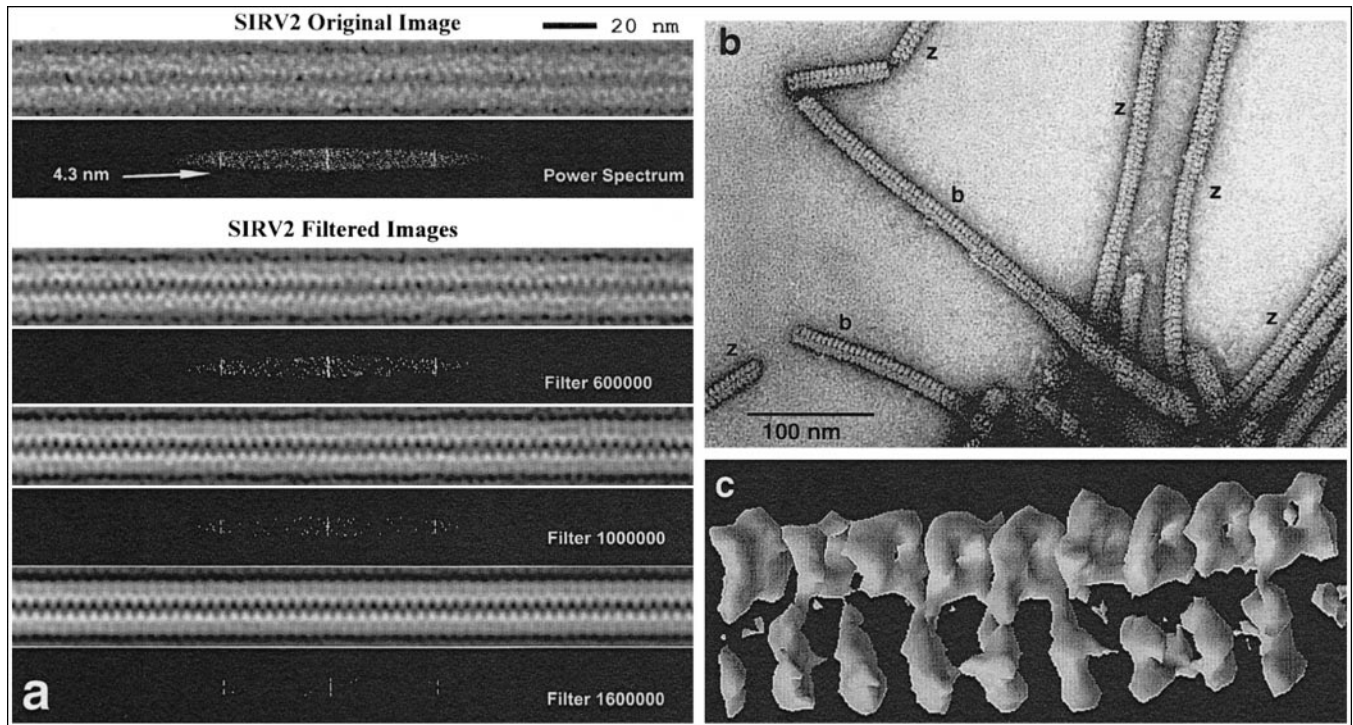 SIRV2 Original Image
20 nm
4.3 nm
Power Spectrum
SIRV2 Filtered Images
Filter 600000
Filter 1000000
Filter 1600000
a
b
z
z
b
z
z
b
z
100 nm
c